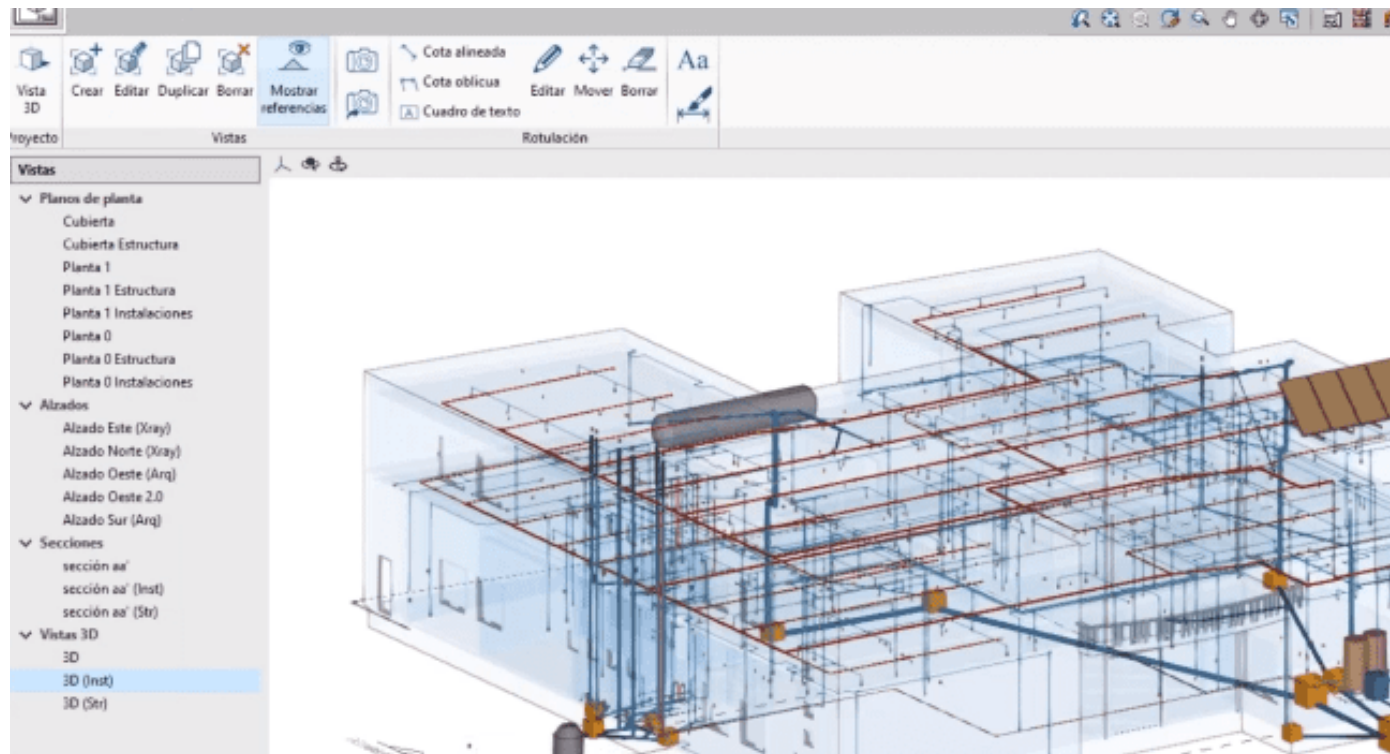 Vista
3D
Crear Editar Duplicar Borrar
Mostrar
referencias
Cota alineada
Cota oblicua
Cuadro de texto
Editar Mover Borrar
Aa
Vistas
Rotulación
Vistas
Planos de planta
Cubierta
Cubierta Estructura
Planta 1
Planta 1 Estructura
Planta 1 Instalaciones
Planta 0
Planta 0 Estructura
Planta 0 Instalaciones
Alzados
Alzado Este (Xray)
Alzado Norte (Xray)
Alzado Oeste (Arq)
Alzado Oeste 2.0
Alzado Sur (Arq)
Secciones
sección aa'
sección aa' (Inst)
sección aa' (Str)
Vistas 3D
3D
3D (Inst)
3D (Str)